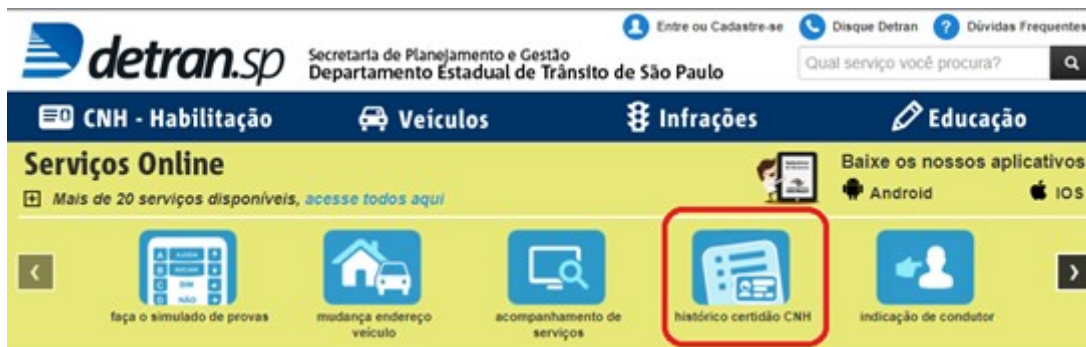 Entre ou Cadastre-se Disque Detran ? Dúvidas Frequentes
detran.sp
Secretaria de Planejamento e Gestão
Departamento Estadual de Trânsito de São Paulo
Qual serviço você procura?
CNH - Habilitação Veículos Infrações Educação
Serviços Online
Mais de 20 serviços disponíveis, acesse todos aqui
Baixe os nossos aplicativos
Android IOS
A
B
C SIM
D NÃO
faça o simulado de provas
mudança endereço
veículo
acompanhamento de
serviços
histórico certidão CNH
indicação de condutor